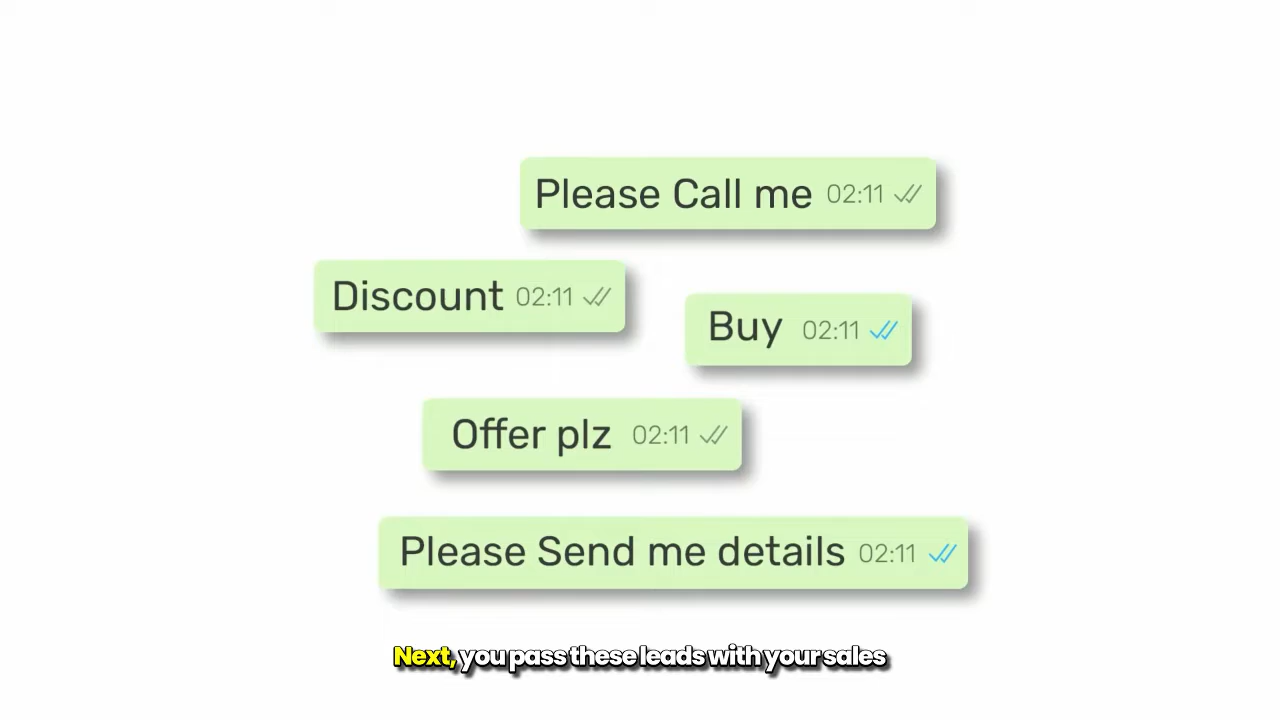 Please Call me 02:11
Discount 02:11
Buy 02:11
Offer plz 02:11
Please Send me details 02:11
Next, you pass these leads with your sales